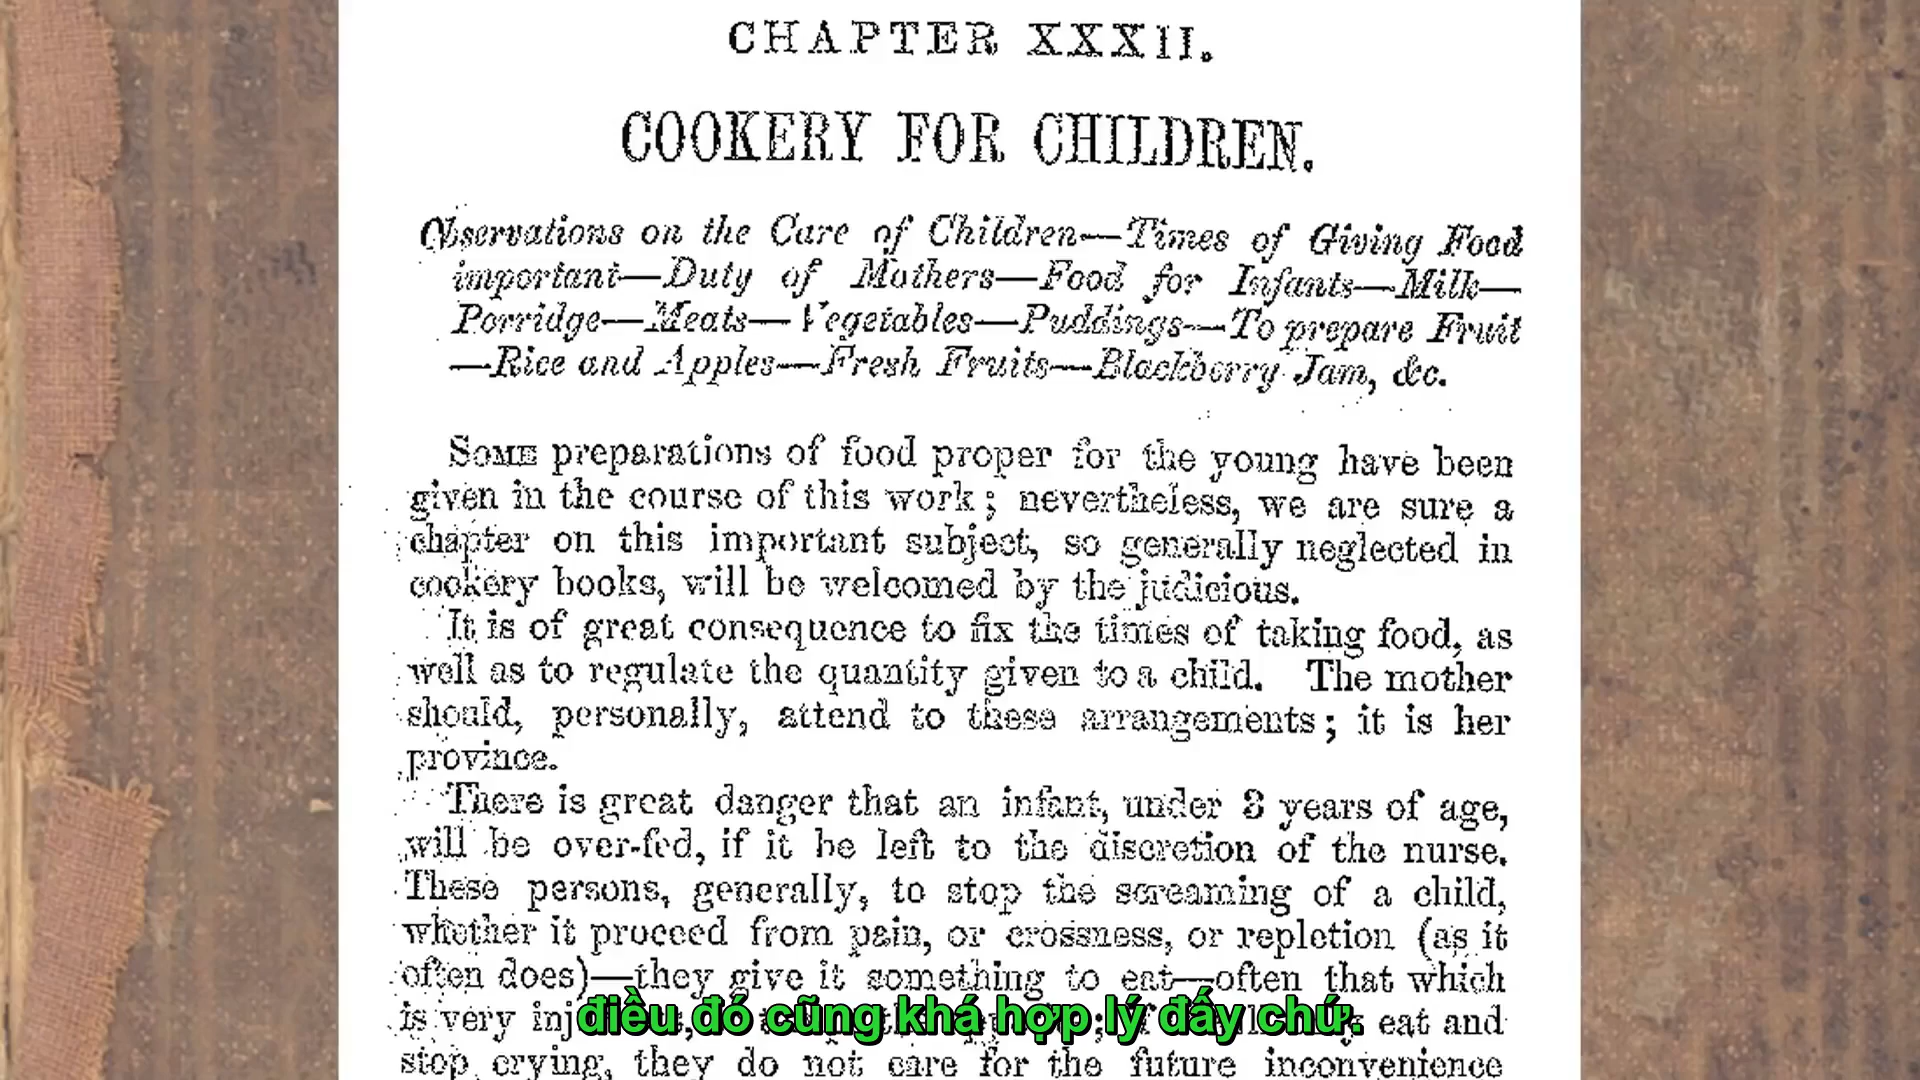 CHAPTER XXXII.
COOKERY FOR CHILDREN.
Observations on the Care of Children—Times of Giving Food
important—Duty of Mothers—Food for Infants—Milk—
Porridge—Meats—Vegetables—Puddings—To prepare Fruit
—Rice and Apples—Fresh Fruits—Blackberry Jam, &c.
SOME preparations of food proper for the young have been
given in the course of this work; nevertheless, we are sure a
chapter on this important subject, so generally neglected in
cookery books, will be welcomed by the judicious.
It is of great consequence to fix the times of taking food, as
well as to regulate the quantity given to a child. The mother
should, personally, attend to these arrangements; it is her
province.
There is great danger that an infant, under 3 years of age,
will be over-fed, if it be left to the discretion of the nurse.
These persons, generally, to stop the screaming of a child,
whether it proceed from pain, or crossness, or repletion (as it
often does)—they give it something to eat—often that which
is very eat and
điều đó cũng khá hợp lý đấy chứ.
stop crying, they do not care for the future inconvenience